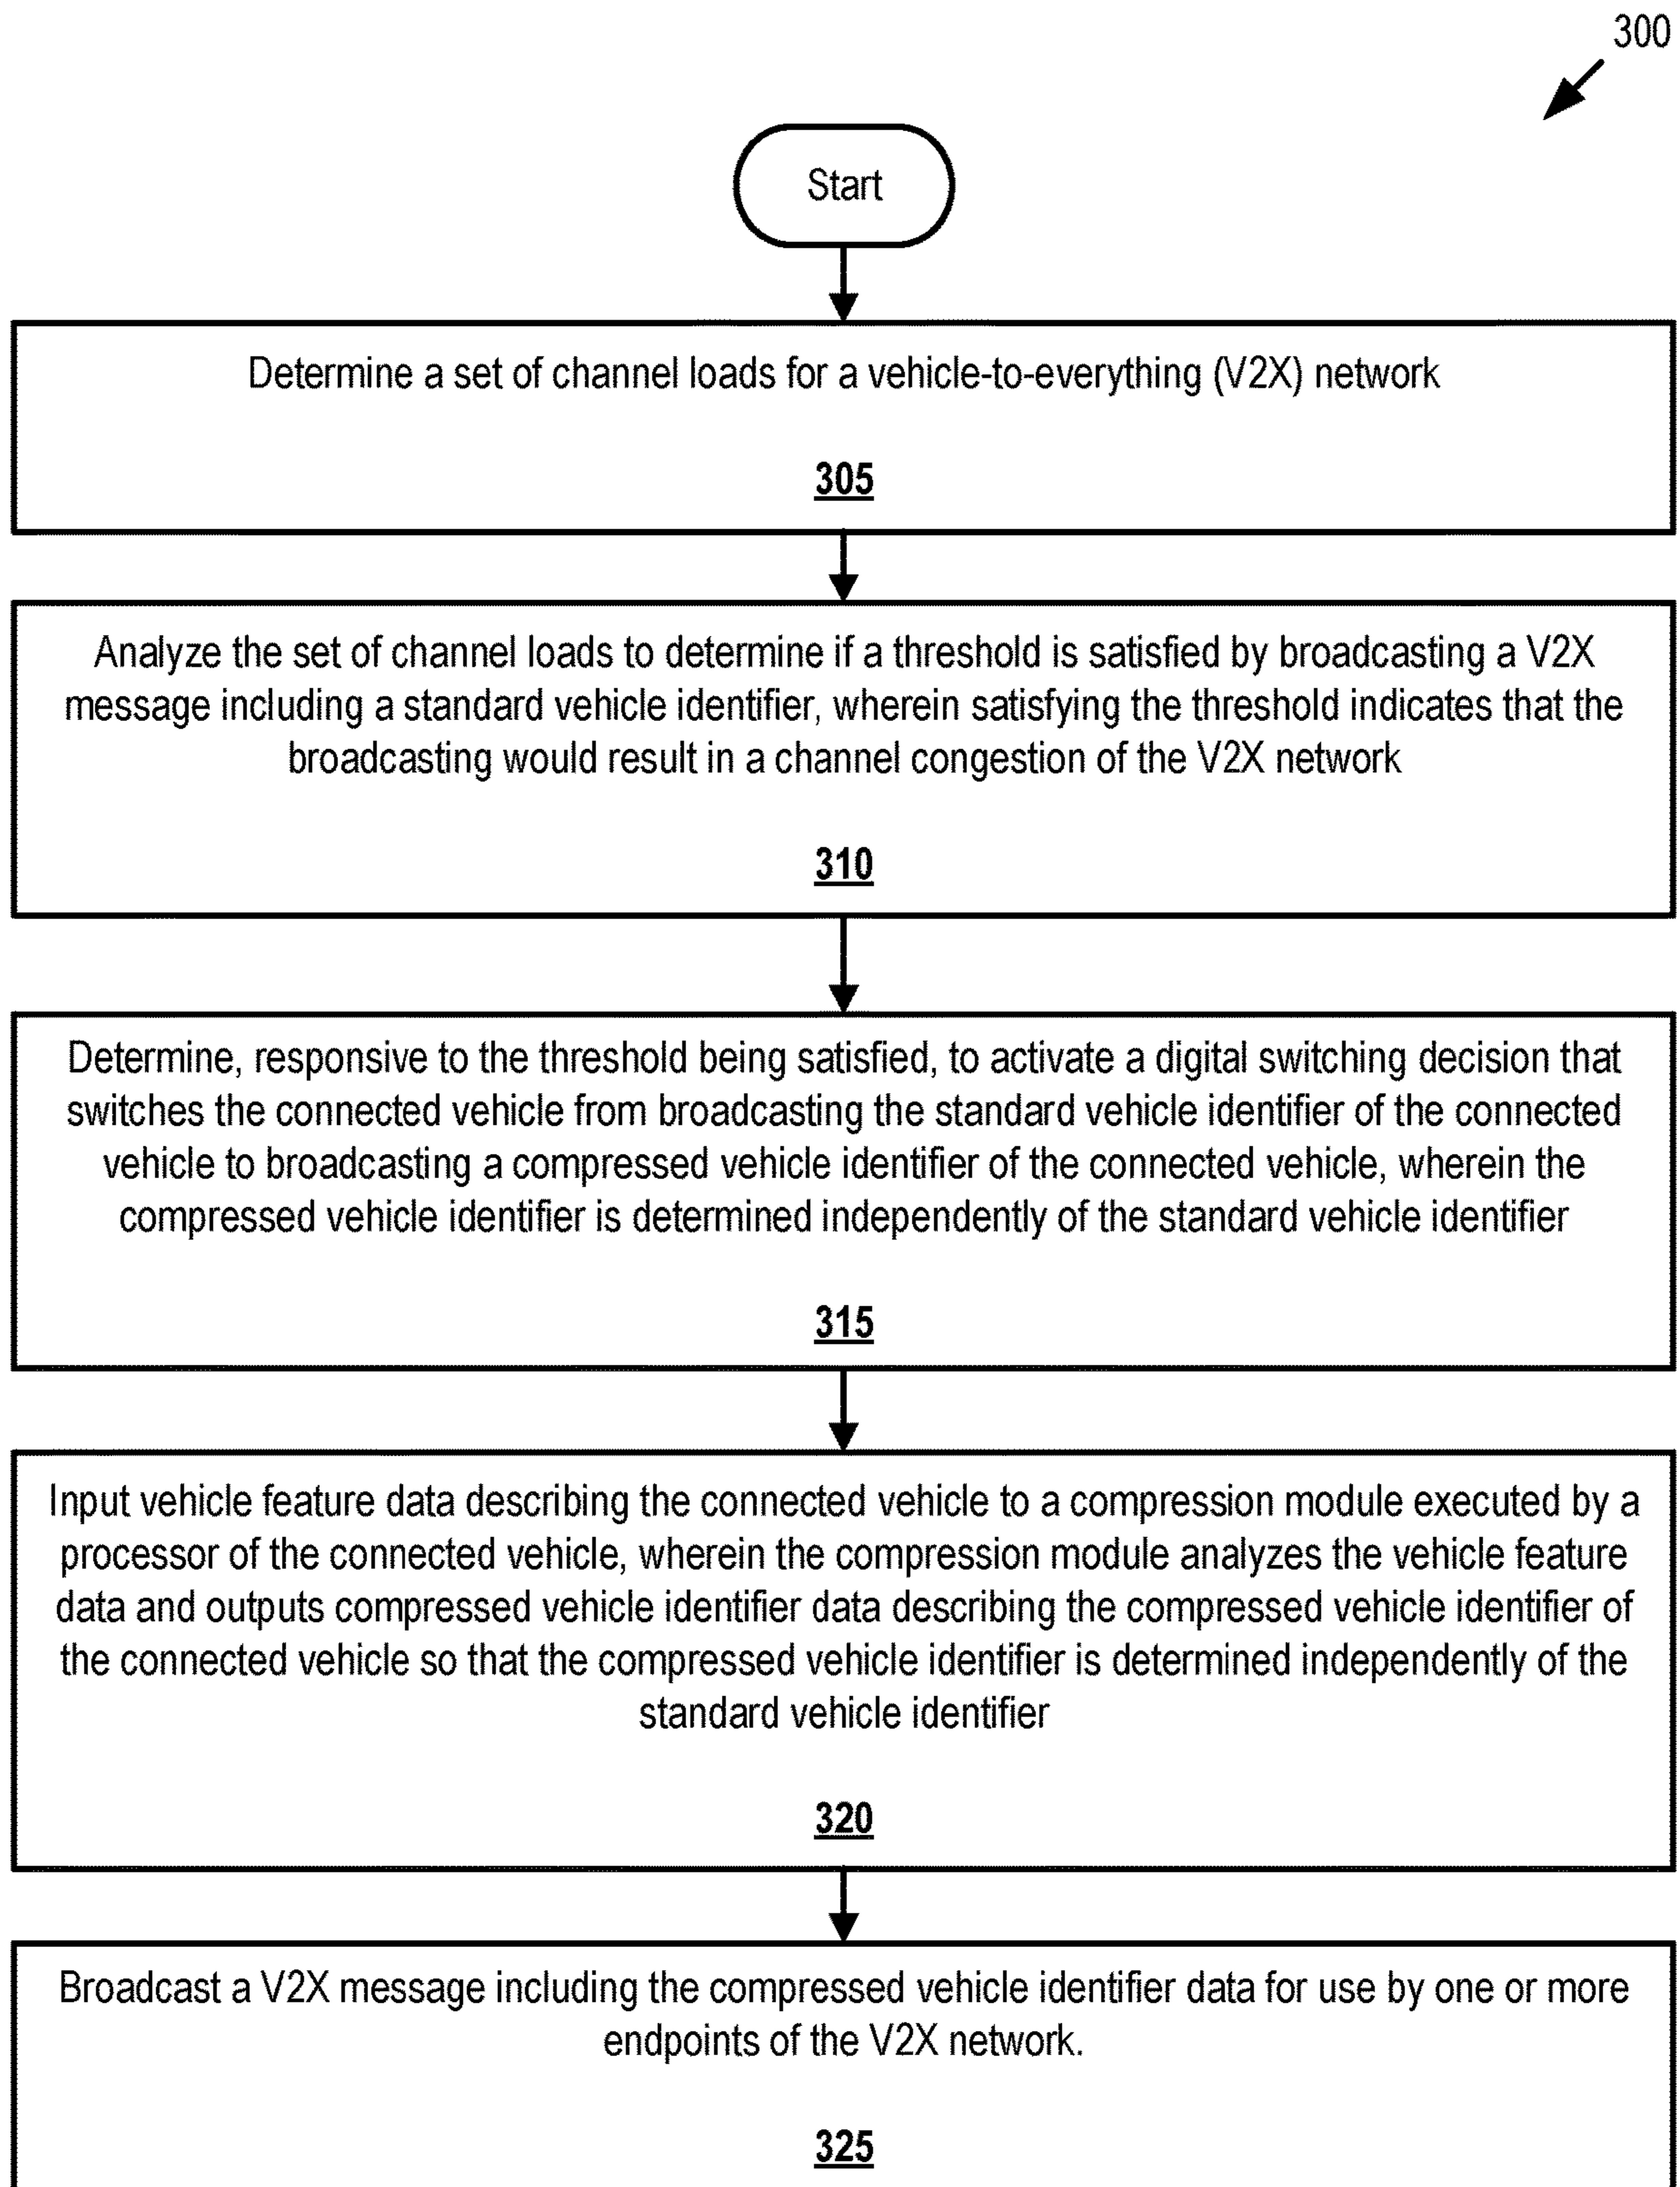 300
Start
Determine a set of channel loads for a vehicle-to-everything (V2X) network
305
Analyze the set of channel loads to determine if a threshold is satisfied by broadcasting a V2X
message including a standard vehicle identifier, wherein satisfying the threshold indicates that the
broadcasting would result in a channel congestion of the V2X network
310
Determine, responsive to the threshold being satisfied, to activate a digital switching decision that
switches the connected vehicle from broadcasting the standard vehicle identifier of the connected
vehicle to broadcasting a compressed vehicle identifier of the connected vehicle, wherein the
compressed vehicle identifier is determined independently of the standard vehicle identifier
315
Input vehicle feature data describing the connected vehicle to a compression module executed by a
processor of the connected vehicle, wherein the compression module analyzes the vehicle feature
data and outputs compressed vehicle identifier data describing the compressed vehicle identifier of
the connected vehicle so that the compressed vehicle identifier is determined independently of the
standard vehicle identifier
320
Broadcast a V2X message including the compressed vehicle identifier data for use by one or more
endpoints of the V2X network.
325